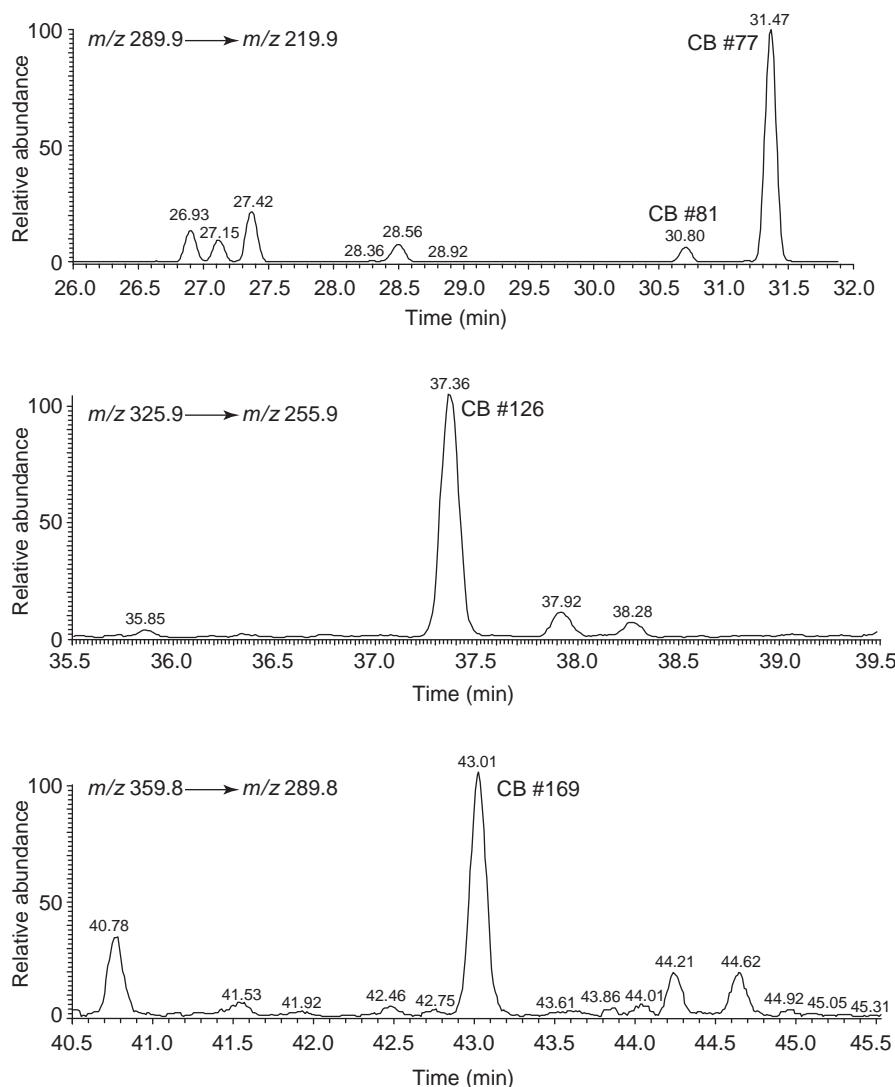 100
m/z 289.9 → m/z 219.9
CB #77
31.47
Relative abundance
50
26.93
27.15
27.42
28.36
28.56
28.92
CB #81
30.80
0
26.0 26.5 27.0 27.5 28.0 28.5 29.0 29.5 30.0 30.5 31.0 31.5 32.0
Time (min)
37.36
100
m/z 325.9 → m/z 255.9
CB #126
Relative abundance
50
35.85
37.92
38.28
0
35.5 36.0 36.5 37.0 37.5 38.0 38.5 39.0 39.5
Time (min)
43.01
100
m/z 359.8 → m/z 289.8
CB #169
Relative abundance
50
40.78
41.53
41.92
42.46
42.75
43.61
43.86
44.01
44.21
44.62
44.92
45.05
45.31
0
40.5 41.0 41.5 42.0 42.5 43.0 43.5 44.0 44.5 45.0 45.5
Time (min)